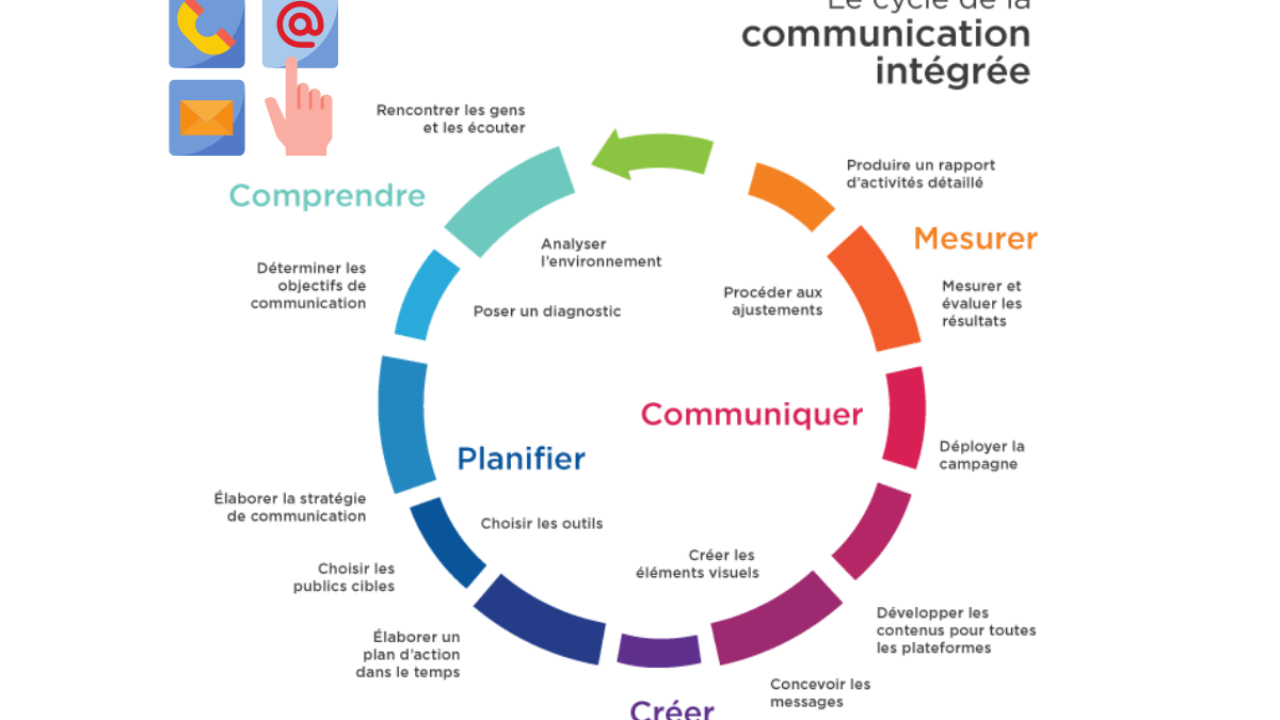 Le cycle de la
communication
intégrée
@
Rencontrer les gens
et les écouter
Comprendre
Analyser
l'environnement
Déterminer les
objectifs de
communication
Poser un diagnostic
Planifier
Élaborer la stratégie
de communication
Choisir les outils
Choisir les
publics cibles
Élaborer un
plan d'action
dans le temps
Créer
Créer les
éléments visuels
Concevoir les
messages
Développer les
contenus pour toutes
les plateformes
Communiquer
Déployer la
campagne
Mesurer
Mesurer et
évaluer les
résultats
Procéder aux
ajustements
Produire un rapport
d'activités détaillé